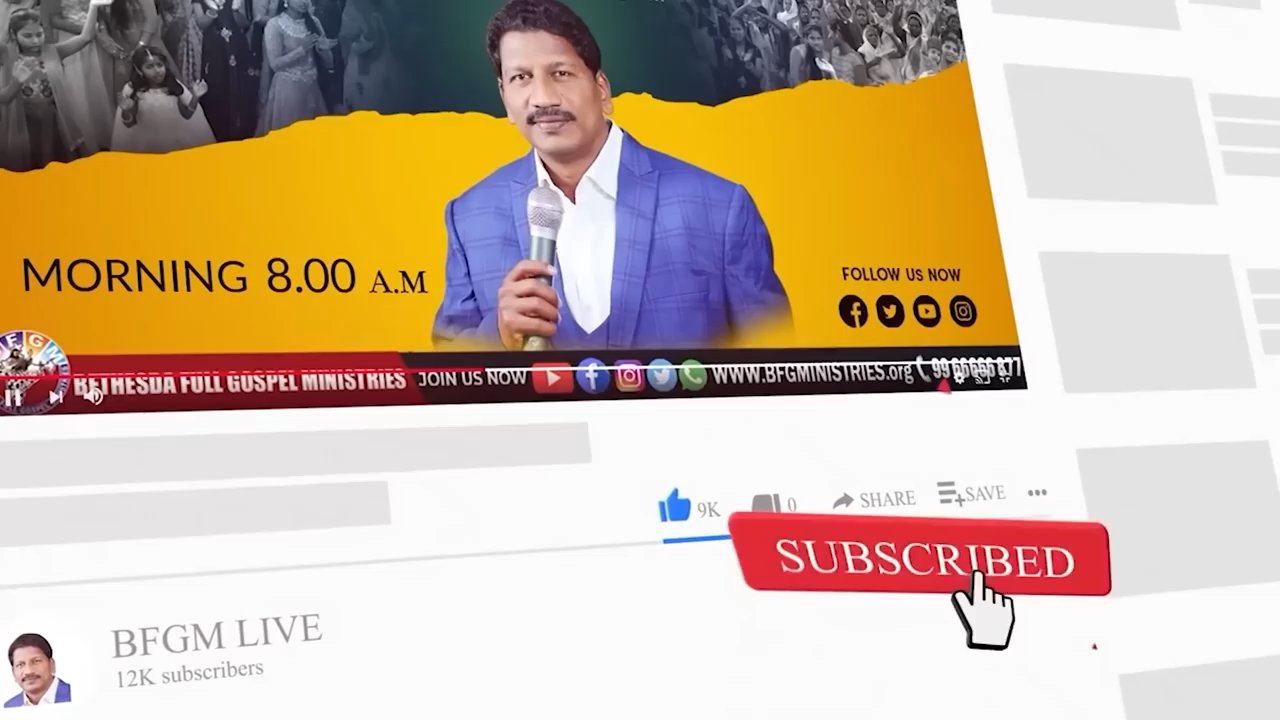 MORNING 8.00 A.M
FOLLOW US NOW
BETHESDA FULL GOSPEL MINISTRIES JOIN US NOW WWW.BFGMINISTRIES.org
9K 0 SHARE SAVE
SUBSCRIBED
BFGM LIVE
12K subscribers